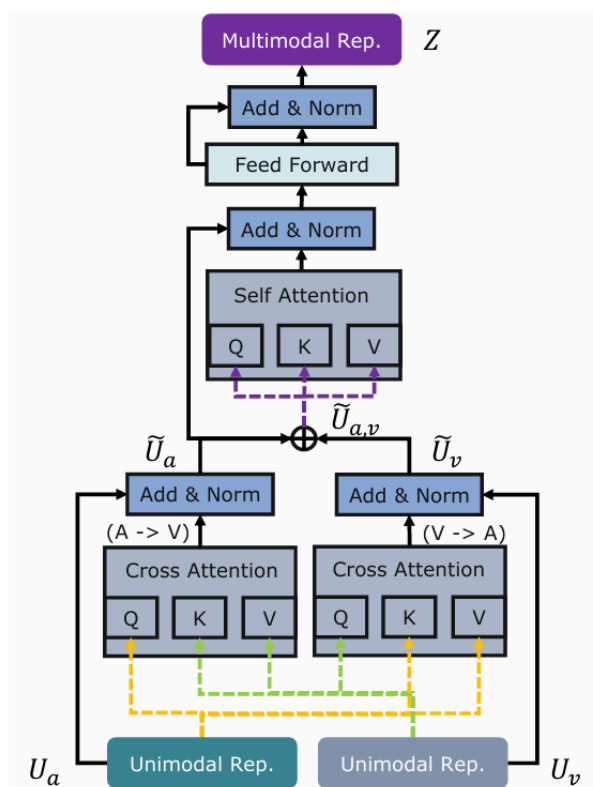 Multimodal Rep. Z
Add & Norm
Feed Forward
Add & Norm
Self Attention
Q K V
Ũₐ,ᵥ
Ũₐ Ũᵥ
Add & Norm Add & Norm
(A -> V) (V -> A)
Cross Attention Cross Attention
Q K V Q K V
Uₐ Unimodal Rep. Unimodal Rep. Uᵥ